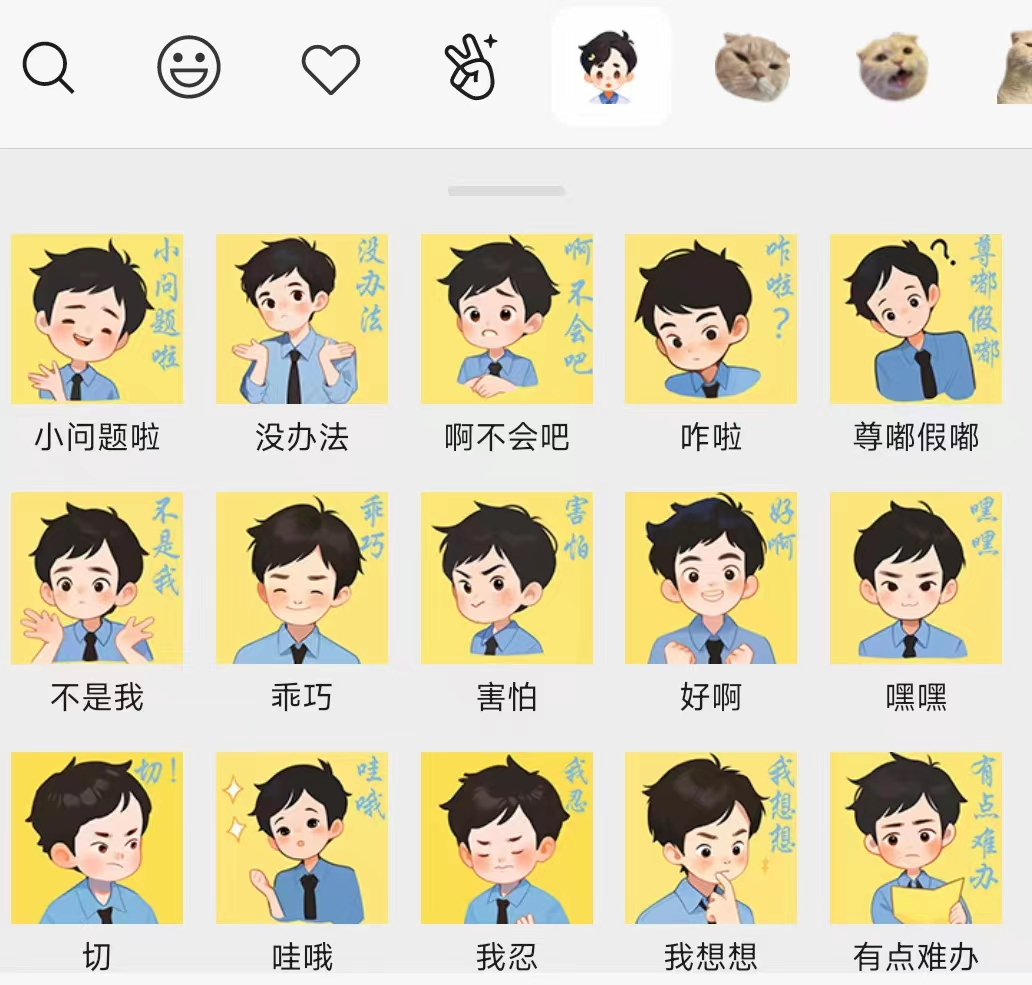 小问题啦
没办法
啊不会吧
咋啦?
尊嘟假嘟
小问题啦
没办法
啊不会吧
咋啦
尊嘟假嘟
不是我
乖巧
害怕
好啊
嘿嘿
不是我
乖巧
害怕
好啊
嘿嘿
切!
哇哦
我忍
我想想
有点难办
切
哇哦
我忍
我想想
有点难办